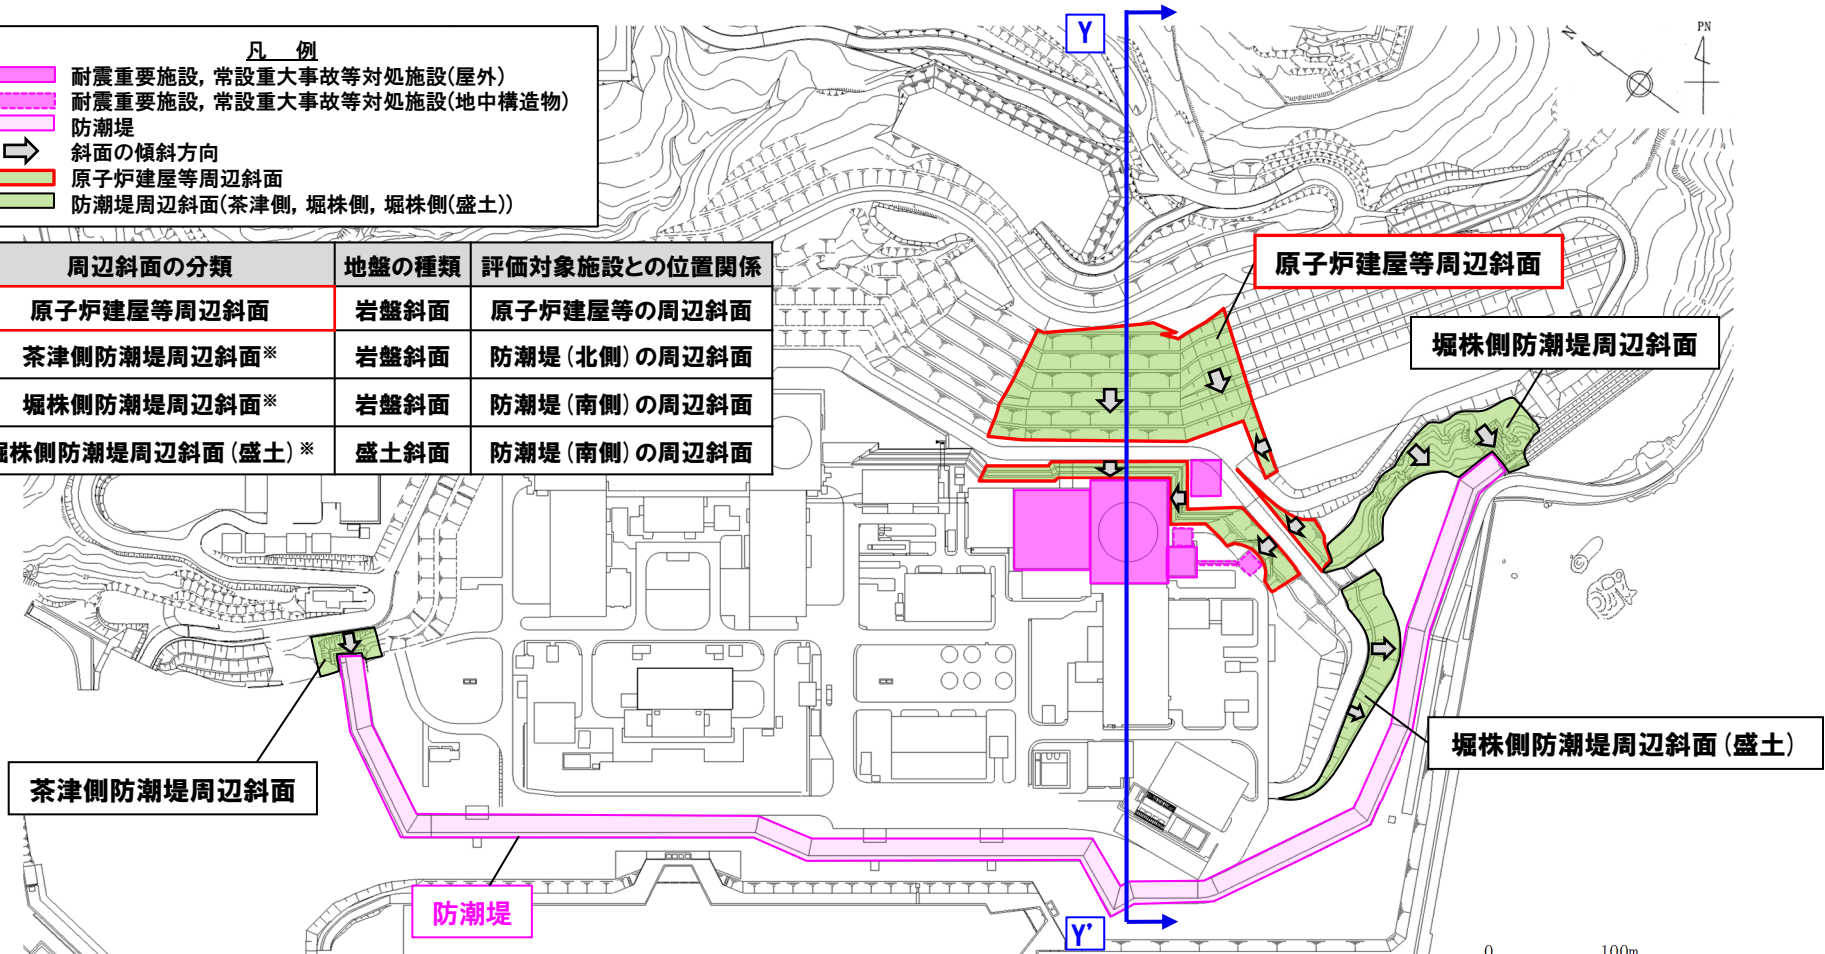 凡 例
耐震重要施設，常設重大事故等対処施設(屋外)
耐震重要施設，常設重大事故等対処施設(地中構造物)
防潮堤
斜面の傾斜方向
原子炉建屋等周辺斜面
防潮堤周辺斜面(茶津側，堀株側，堀株側(盛土))
周辺斜面の分類 地盤の種類 評価対象施設との位置関係
原子炉建屋等周辺斜面 岩盤斜面 原子炉建屋等の周辺斜面
茶津側防潮堤周辺斜面※ 岩盤斜面 防潮堤(北側)の周辺斜面
堀株側防潮堤周辺斜面※ 岩盤斜面 防潮堤(南側)の周辺斜面
堀株側防潮堤周辺斜面(盛土)※ 盛土斜面 防潮堤(南側)の周辺斜面
Y
N
PN
原子炉建屋等周辺斜面
堀株側防潮堤周辺斜面
堀株側防潮堤周辺斜面(盛土)
茶津側防潮堤周辺斜面
防潮堤
Y'
0 100m